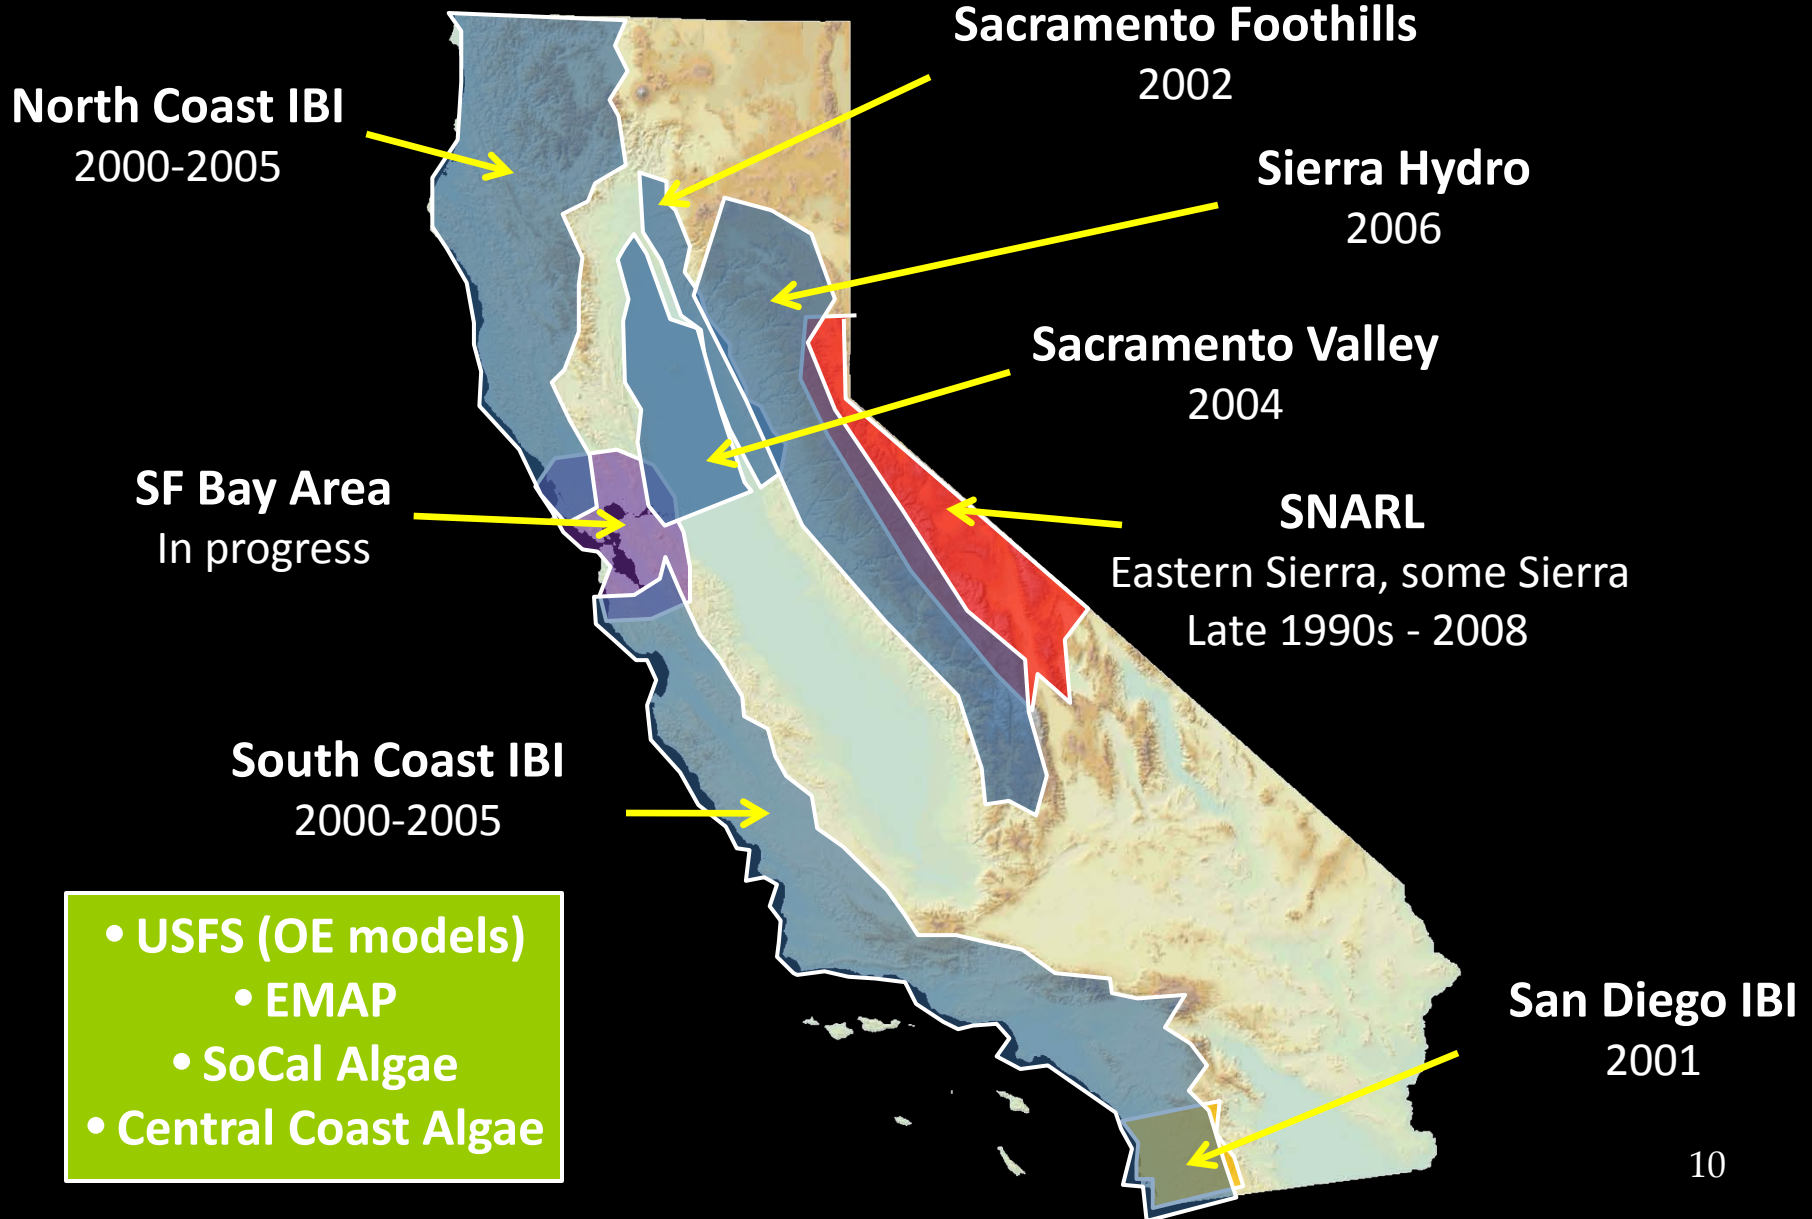 Sacramento Foothills
2002
North Coast IBI
2000-2005
Sierra Hydro
2006
Sacramento Valley
2004
SF Bay Area
In progress
SNARL
Eastern Sierra, some Sierra
Late 1990s - 2008
South Coast IBI
2000-2005
• USFS (OE models)
• EMAP
• SoCal Algae
• Central Coast Algae
San Diego IBI
2001
10